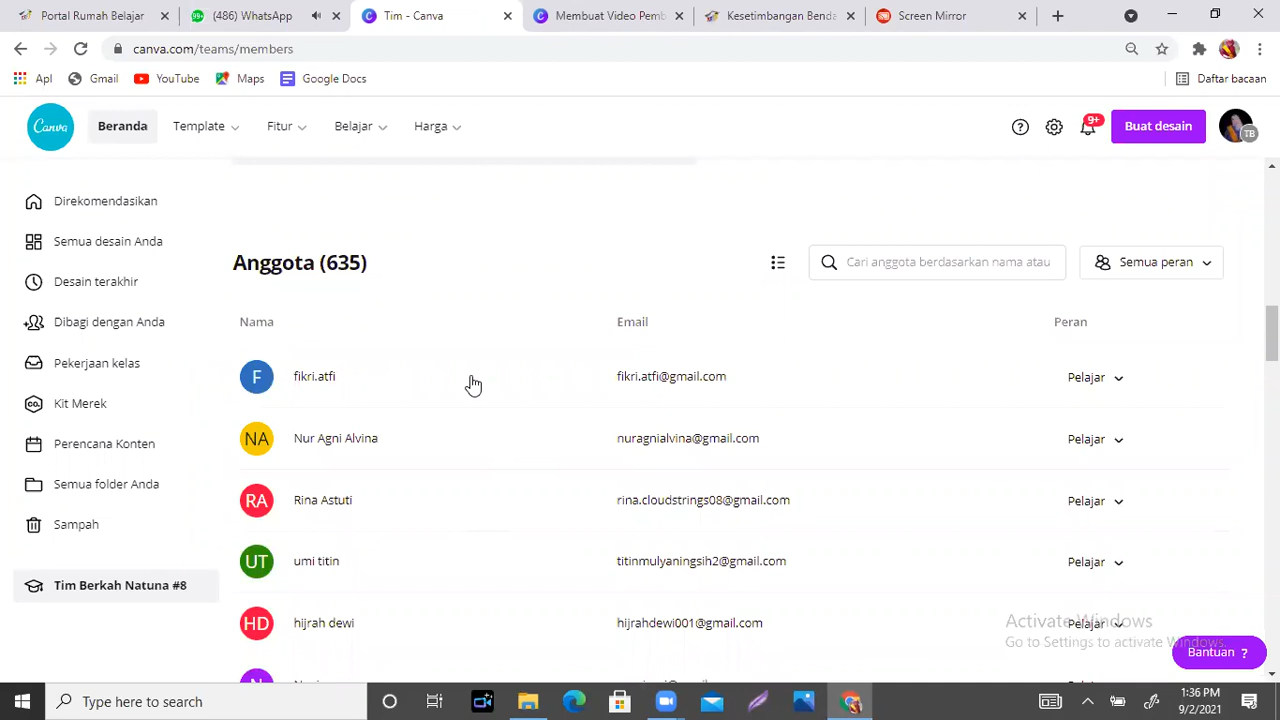 Portal Rumah Belajar
(486) WhatsApp
Tim - Canva
Membuat Video Pemb
Kesetimbangan Benda
Screen Mirror
canva.com/teams/members
Apl
Gmail
YouTube
Maps
Google Docs
Daftar bacaan
Canva
Beranda
Template
Fitur
Belajar
Harga
9+
Buat desain
TB
Direkomendasikan
Semua desain Anda
Desain terakhir
Dibagi dengan Anda
Pekerjaan kelas
Kit Merek
Perencana Konten
Semua folder Anda
Sampah
Tim Berkah Natuna #8
Anggota (635)
Cari anggota berdasarkan nama atau
Semua peran
Nama Email Peran
F fikri.atfi fikri.atfi@gmail.com Pelajar
NA Nur Agni Alvina nuragnialvina@gmail.com Pelajar
RA Rina Astuti rina.cloudstrings08@gmail.com Pelajar
UT umi titin titinmulyaningsih2@gmail.com Pelajar
HD hijrah dewi hijrahdewi001@gmail.com Pelajar
Activate Windows
Go to Settings to activate Windows.
Bantuan ?
Type here to search
1:36 PM
9/2/2021